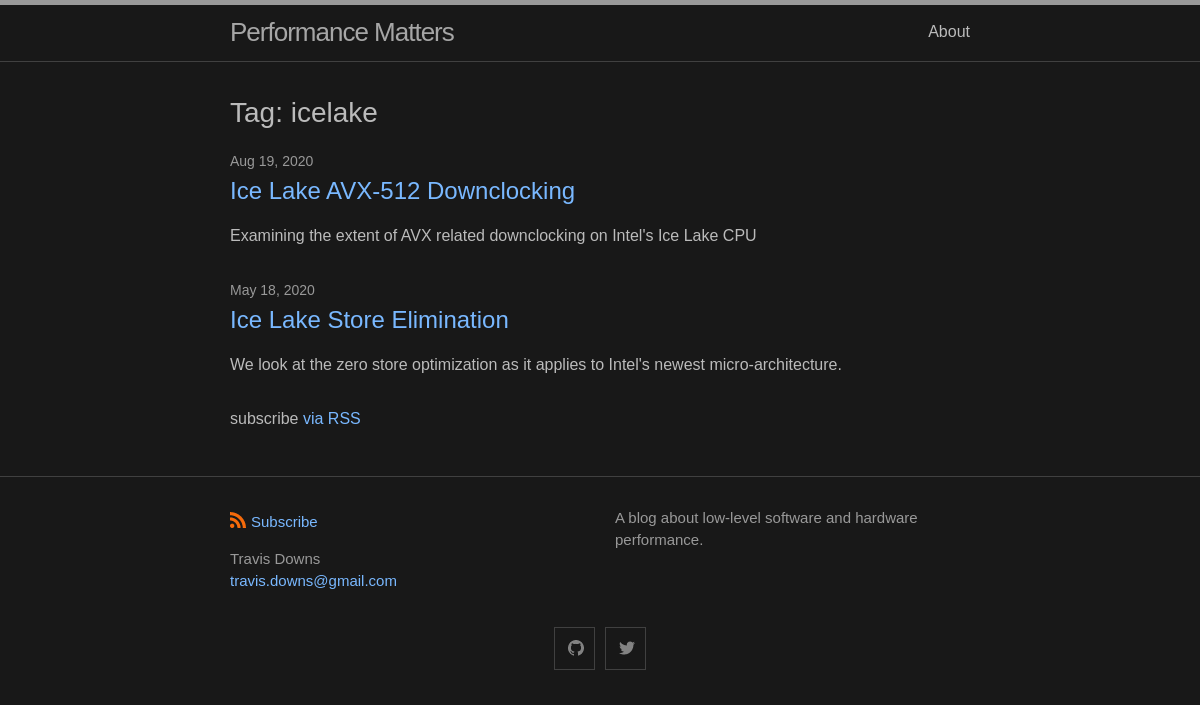 Performance Matters
About
Tag: icelake
Aug 19, 2020
Ice Lake AVX-512 Downclocking
Examining the extent of AVX related downclocking on Intel's Ice Lake CPU
May 18, 2020
Ice Lake Store Elimination
We look at the zero store optimization as it applies to Intel's newest micro-architecture.
subscribe via RSS
Subscribe
Travis Downs
travis.downs@gmail.com
A blog about low-level software and hardware
performance.